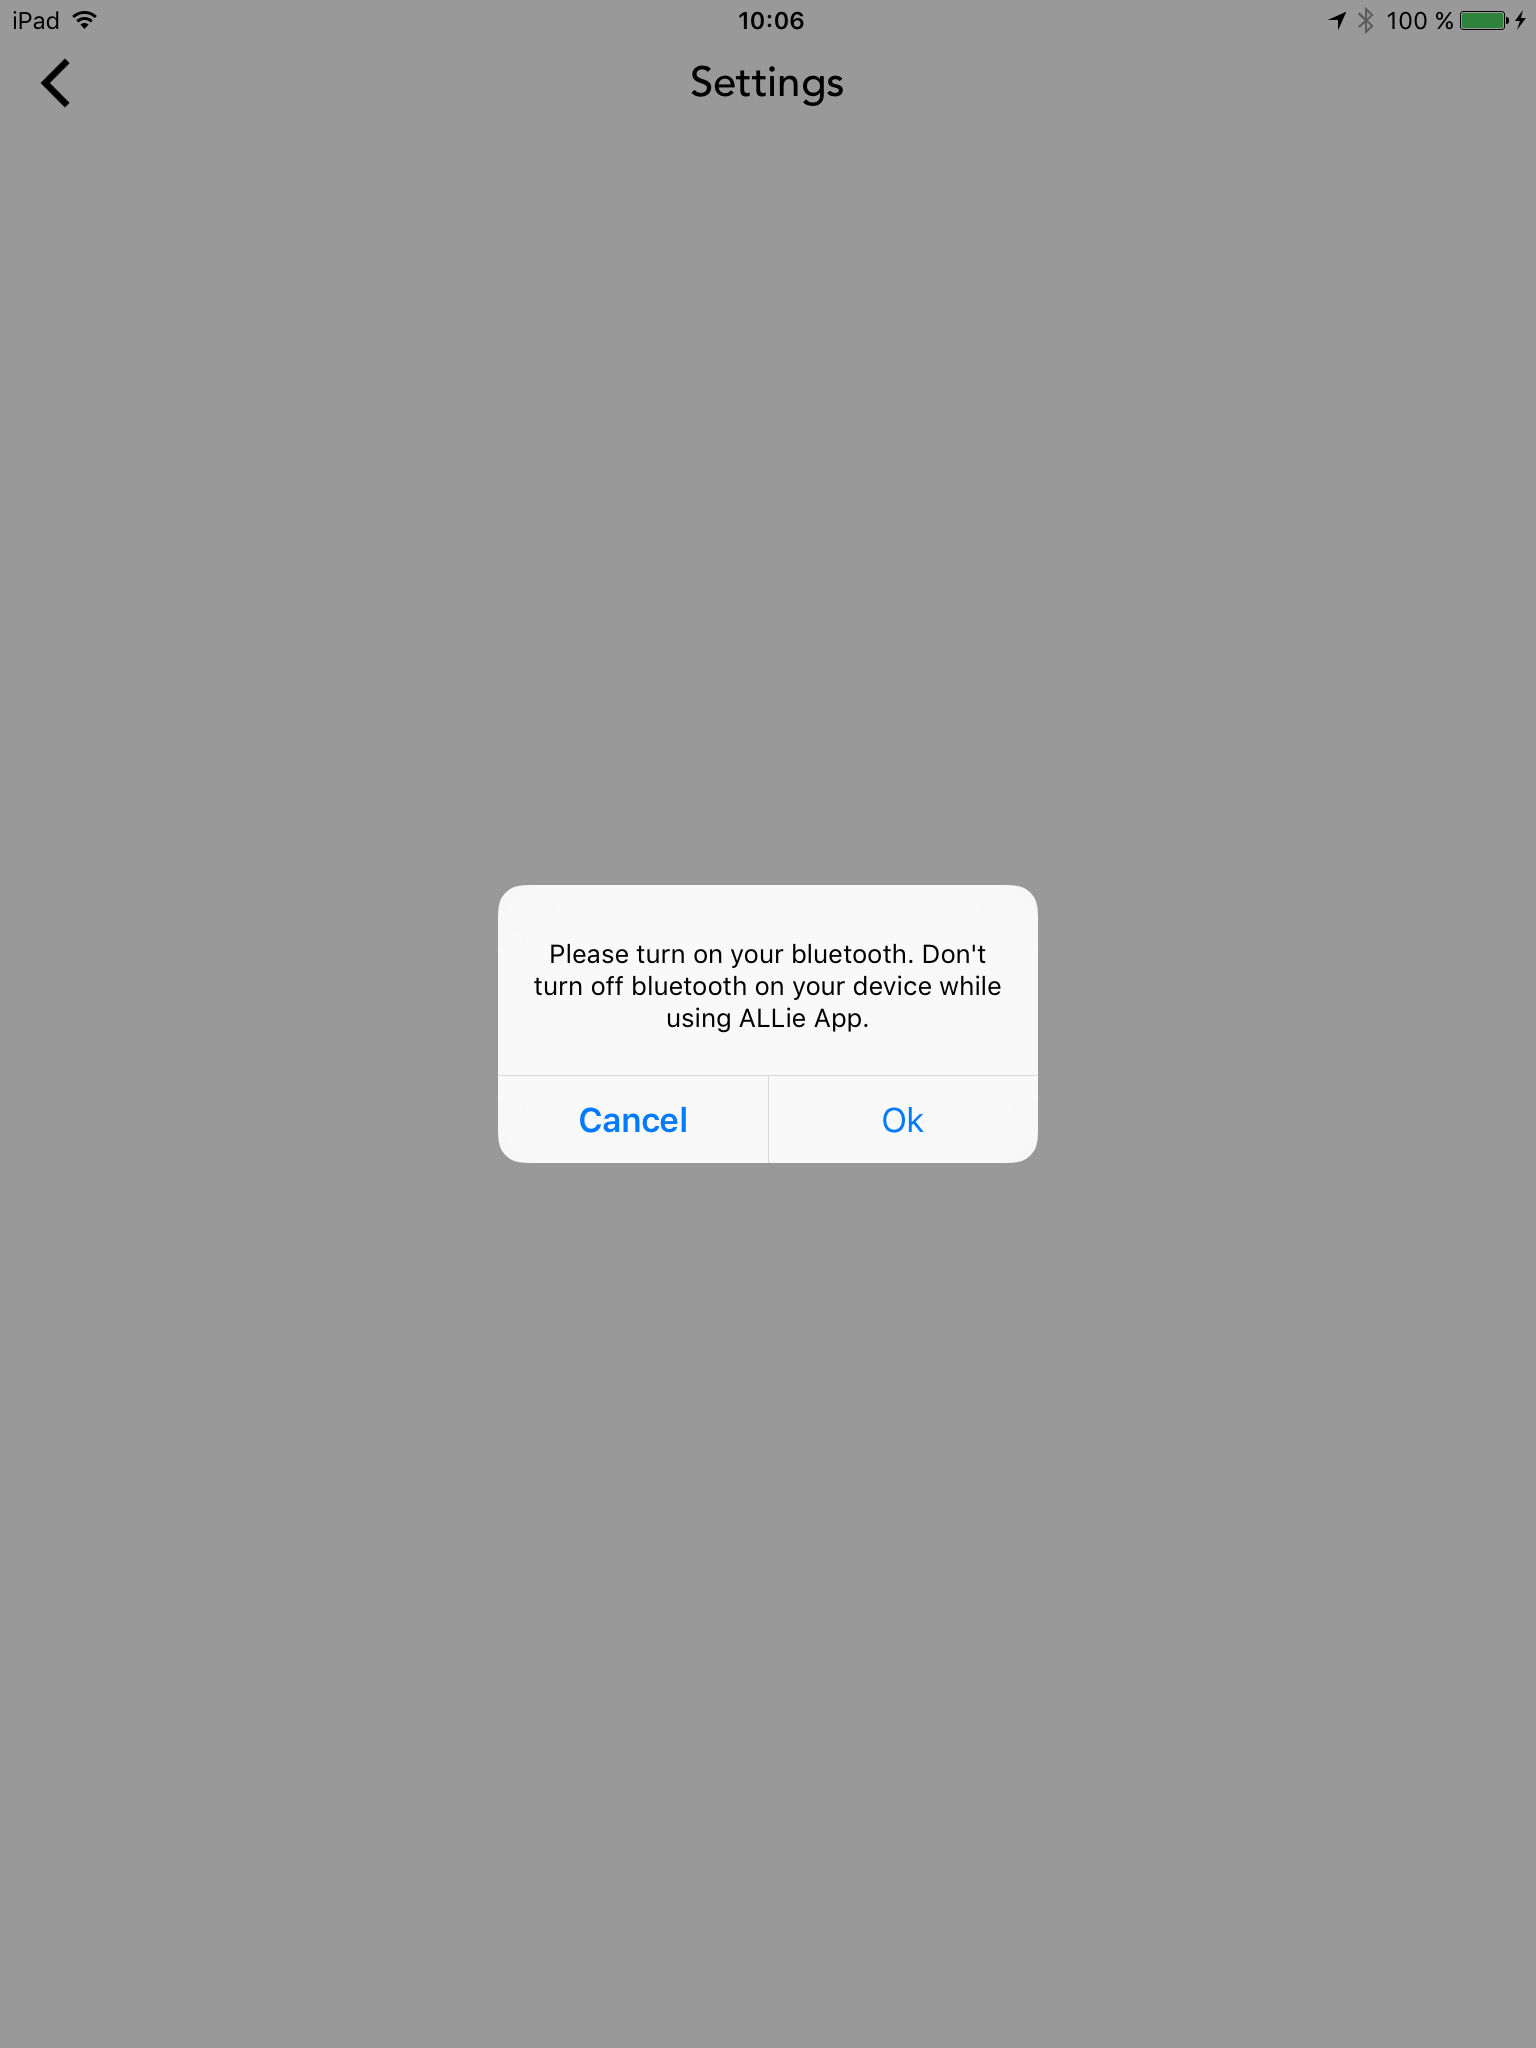 iPad 10:06 100 %
Settings
Please turn on your bluetooth. Don't
turn off bluetooth on your device while
using ALLie App.
Cancel Ok